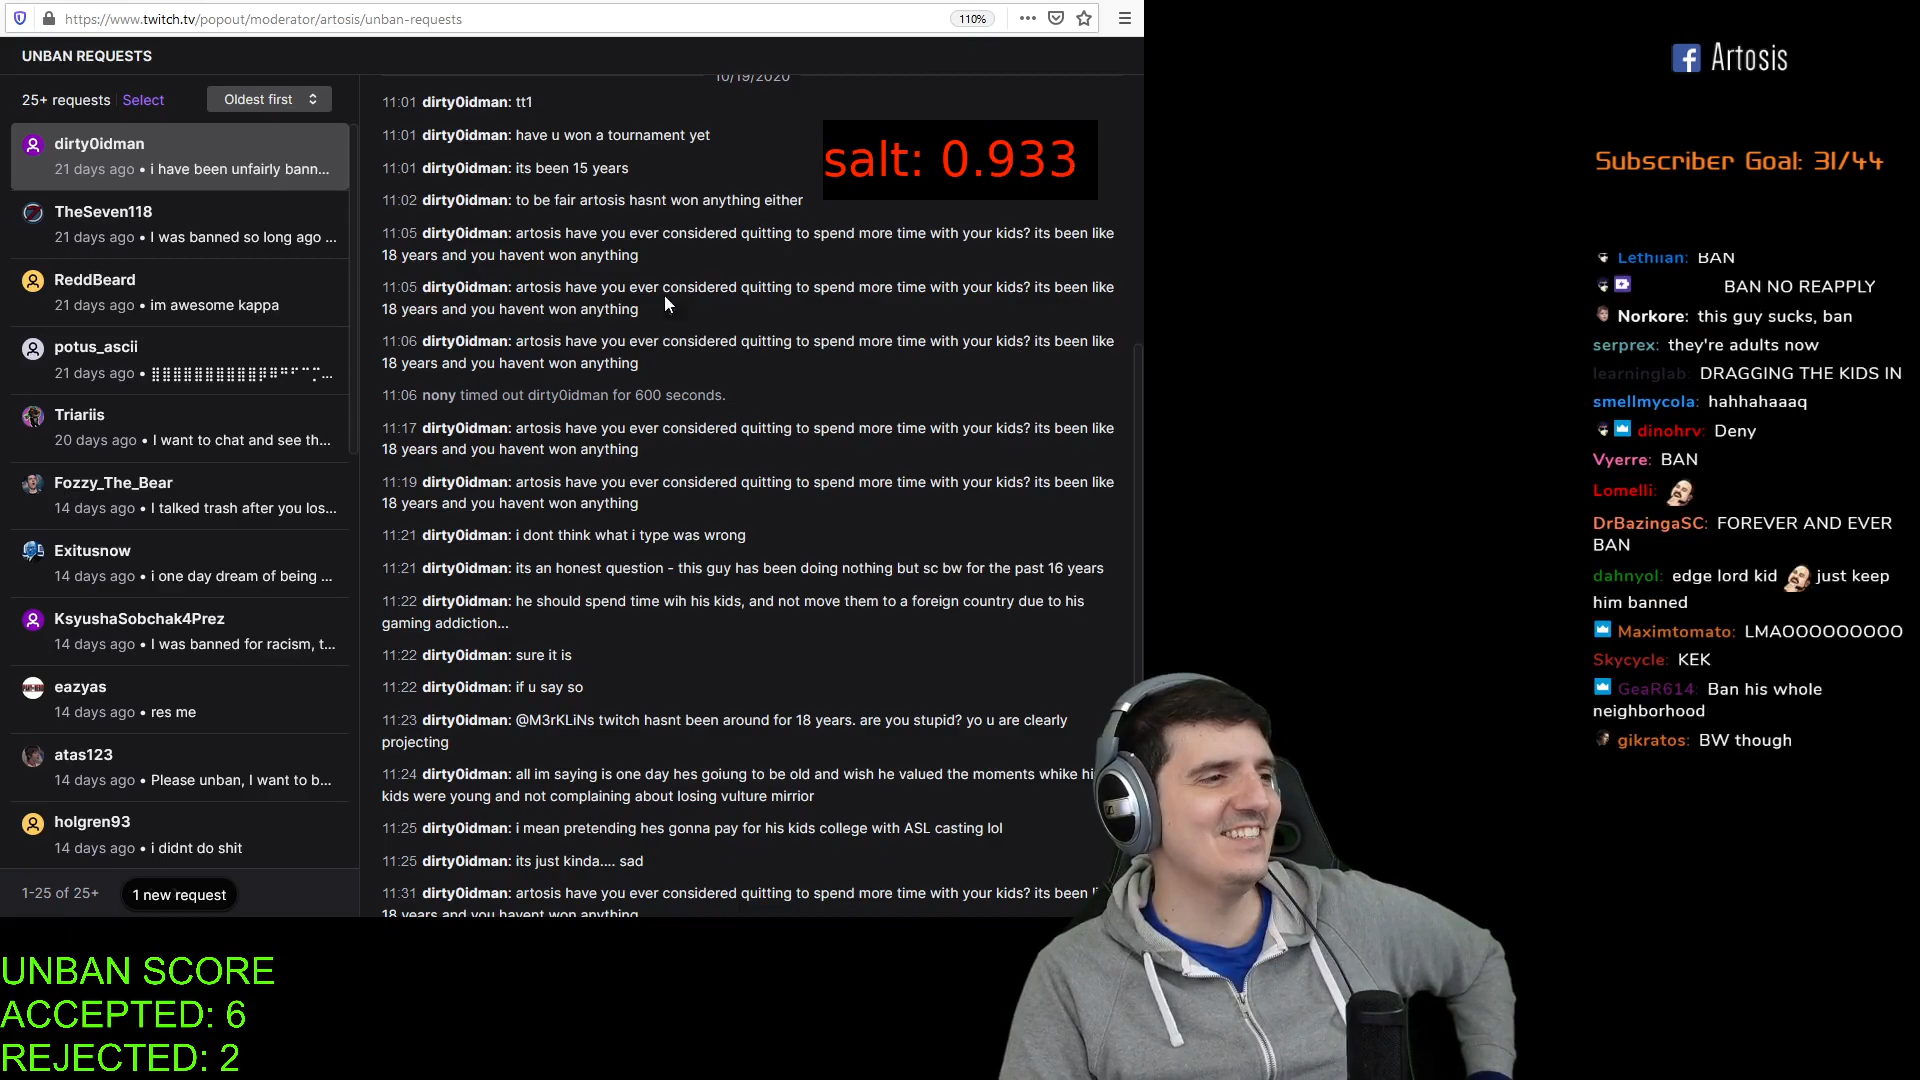 https://www.twitch.tv/popout/moderator/artosis/unban-requests
110%
UNBAN REQUESTS
25+ requests
Select
Oldest first
dirty0idman
21 days ago • i have been unfairly bann...
TheSeven118
21 days ago • I was banned so long ago ...
ReddBeard
21 days ago • im awesome kappa
potus_ascii
21 days ago •
Triariis
20 days ago • I want to chat and see th...
Fozzy_The_Bear
14 days ago • I talked trash after you los...
Exitusnow
14 days ago • i one day dream of being ...
KsyushaSobchak4Prez
14 days ago • I was banned for racism, t...
eazyas
14 days ago • res me
atas123
14 days ago • Please unban, I want to b...
holgren93
14 days ago • i didnt do shit
1-25 of 25+
1 new request
10/19/2020
11:01 dirty0idman: tt1
11:01 dirty0idman: have u won a tournament yet
11:01 dirty0idman: its been 15 years
11:02 dirty0idman: to be fair artosis hasnt won anything either
11:05 dirty0idman: artosis have you ever considered quitting to spend more time with your kids? its been like
18 years and you havent won anything
11:05 dirty0idman: artosis have you ever considered quitting to spend more time with your kids? its been like
18 years and you havent won anything
11:06 dirty0idman: artosis have you ever considered quitting to spend more time with your kids? its been like
18 years and you havent won anything
11:06 nony timed out dirty0idman for 600 seconds.
11:17 dirty0idman: artosis have you ever considered quitting to spend more time with your kids? its been like
18 years and you havent won anything
11:19 dirty0idman: artosis have you ever considered quitting to spend more time with your kids? its been like
18 years and you havent won anything
11:21 dirty0idman: i dont think what i type was wrong
11:21 dirty0idman: its an honest question - this guy has been doing nothing but sc bw for the past 16 years
11:22 dirty0idman: he should spend time wih his kids, and not move them to a foreign country due to his
gaming addiction...
11:22 dirty0idman: sure it is
11:22 dirty0idman: if u say so
11:23 dirty0idman: @M3rKLiNs twitch hasnt been around for 18 years. are you stupid? yo u are clearly
projecting
11:24 dirty0idman: all im saying is one day hes goiung to be old and wish he valued the moments whike hi
kids were young and not complaining about losing vulture mirrior
11:25 dirty0idman: i mean pretending hes gonna pay for his kids college with ASL casting lol
11:25 dirty0idman: its just kinda.... sad
11:31 dirty0idman: artosis have you ever considered quitting to spend more time with your kids? its been
18 years and you havent won anything
salt: 0.933
Artosis
Subscriber Goal: 31/44
Lethiian: BAN
BAN NO REAPPLY
Norkore: this guy sucks, ban
serprex: they're adults now
learninglab: DRAGGING THE KIDS IN
smellmycola: hahhahaaaq
dinohrv: Deny
Vyerre: BAN
Lomelli:
DrBazingaSC: FOREVER AND EVER
BAN
dahnyol: edge lord kid just keep
him banned
Maximtomato: LMAOOOOOOOOO
Skycycle: KEK
GeaR614: Ban his whole
neighborhood
gikratos: BW though
UNBAN SCORE
ACCEPTED: 6
REJECTED: 2